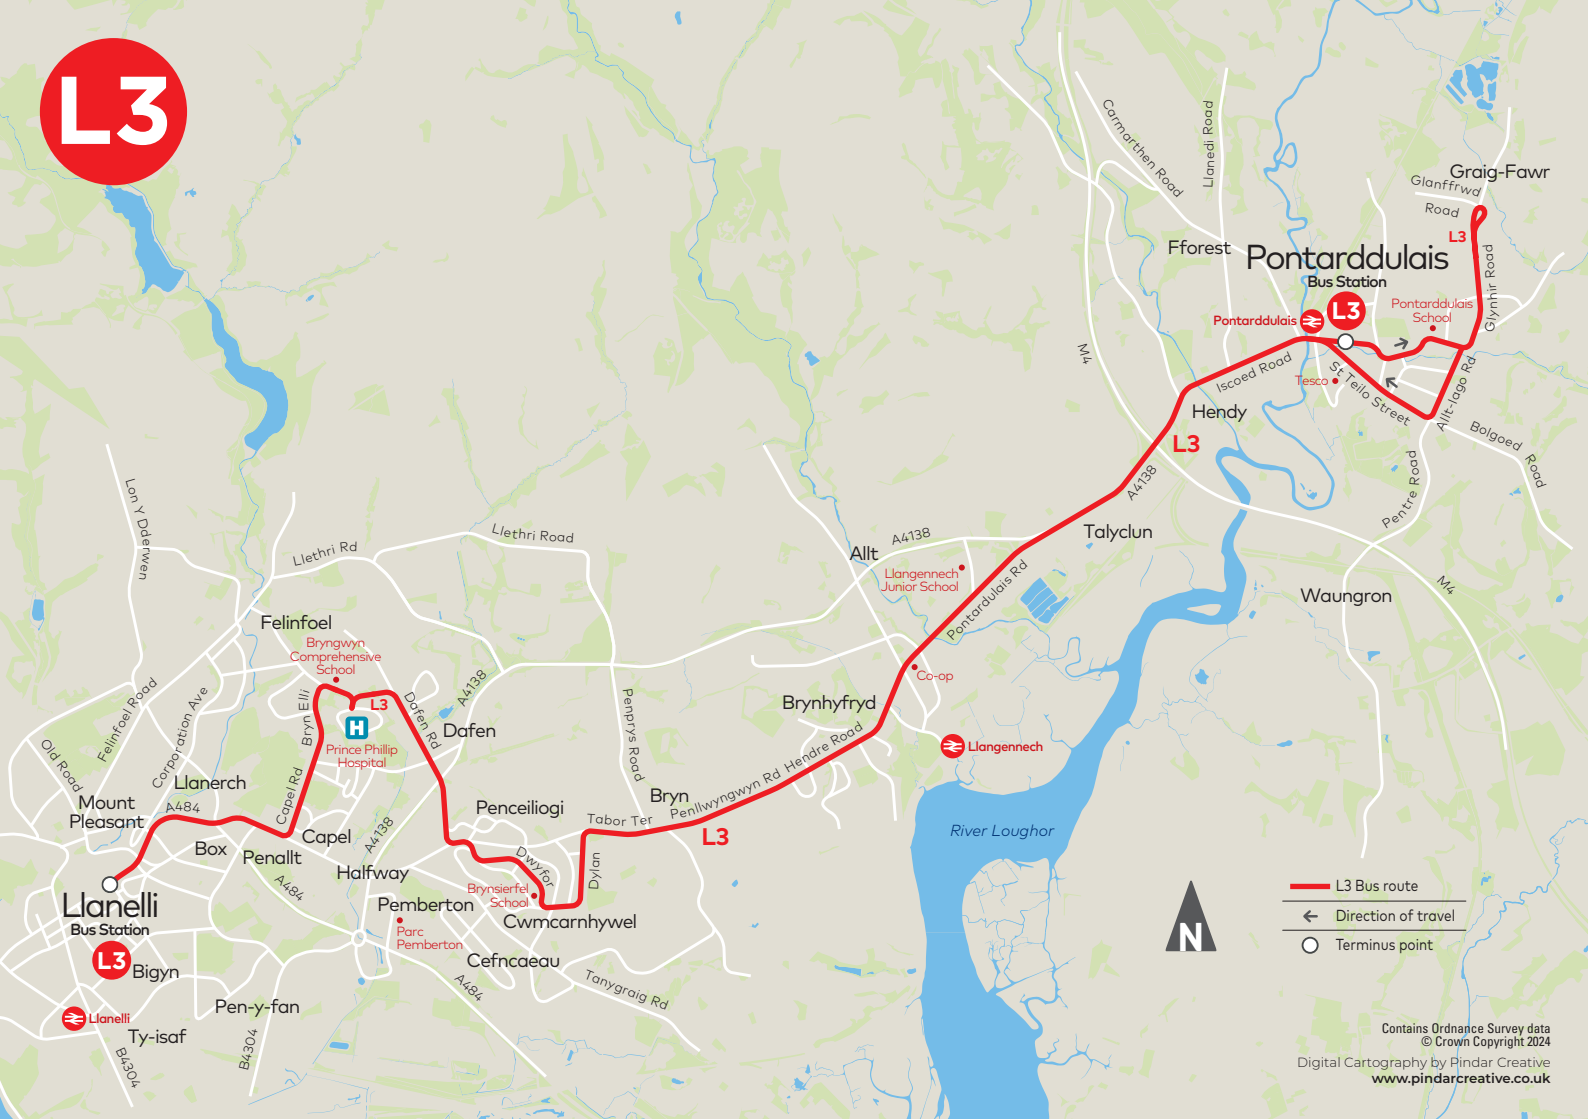 L3
Carmarthen Road
Llanedi Road
Graig-Fawr
Glanffrwd
Road
L3
Fforest
Pontarddulais
Bus Station
L3
Pontarddulais
Pontarddulais
School
Glynhir Road
M4
Iscoed Road
Tesco
St Teilo Street
Allt-Iago Rd
Hendy
L3
Bolgoed Road
Pentre Road
A4138
Lon Y Dderwen
Llethri Rd
Llethri Road
Allt
A4138
Talyclun
Llangennech
Junior School
Pontardulais Rd
Waungron
M4
Felinfoel
Bryngwyn
Comprehensive
School
Bryn Elli
L3
Prince Phillip
Hospital
H
Dafen Rd
A4138
Dafen
Penprys Road
Co-op
Brynhyfryd
Llangennech
Old Road
Felinfoel Road
Corporation Ave
Llanerch
Mount
Pleasant
A484
Capel Rd
Capel
A4138
Penceiliogi
Bryn
Tabor Ter
Penllwyngwyn Rd
Hendre Road
L3
River Loughor
Box
Penallt
A484
Halfway
Dwyfor
Dylan
Brynsierfel
School
Pemberton
Cwmcarnhywel
Parc
Pemberton
Llanelli
Bus Station
L3
Bigyn
Cefncaeau
A484
Tanygraig Rd
Pen-y-fan
Llanelli
Ty-isaf
B4304
B4304
N
L3 Bus route
Direction of travel
Terminus point
Contains Ordnance Survey data
© Crown Copyright 2024
Digital Cartography by Pindar Creative
www.pindarcreative.co.uk